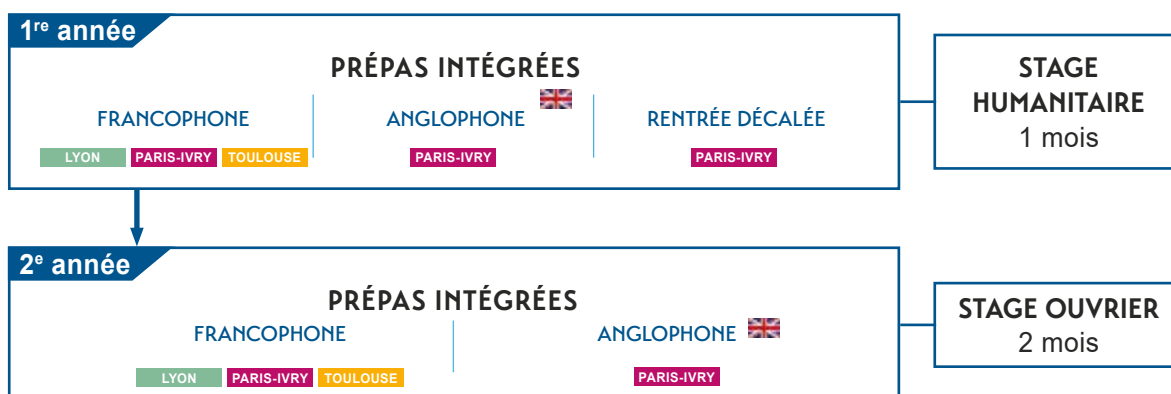 1re année
PRÉPAS INTÉGRÉES
FRANCOPHONE
LYON PARIS-IVRY TOULOUSE
ANGLOPHONE
PARIS-IVRY
RENTRÉE DÉCALÉE
PARIS-IVRY
STAGE
HUMANITAIRE
1 mois
2e année
PRÉPAS INTÉGRÉES
FRANCOPHONE
LYON PARIS-IVRY TOULOUSE
ANGLOPHONE
PARIS-IVRY
STAGE OUVRIER
2 mois